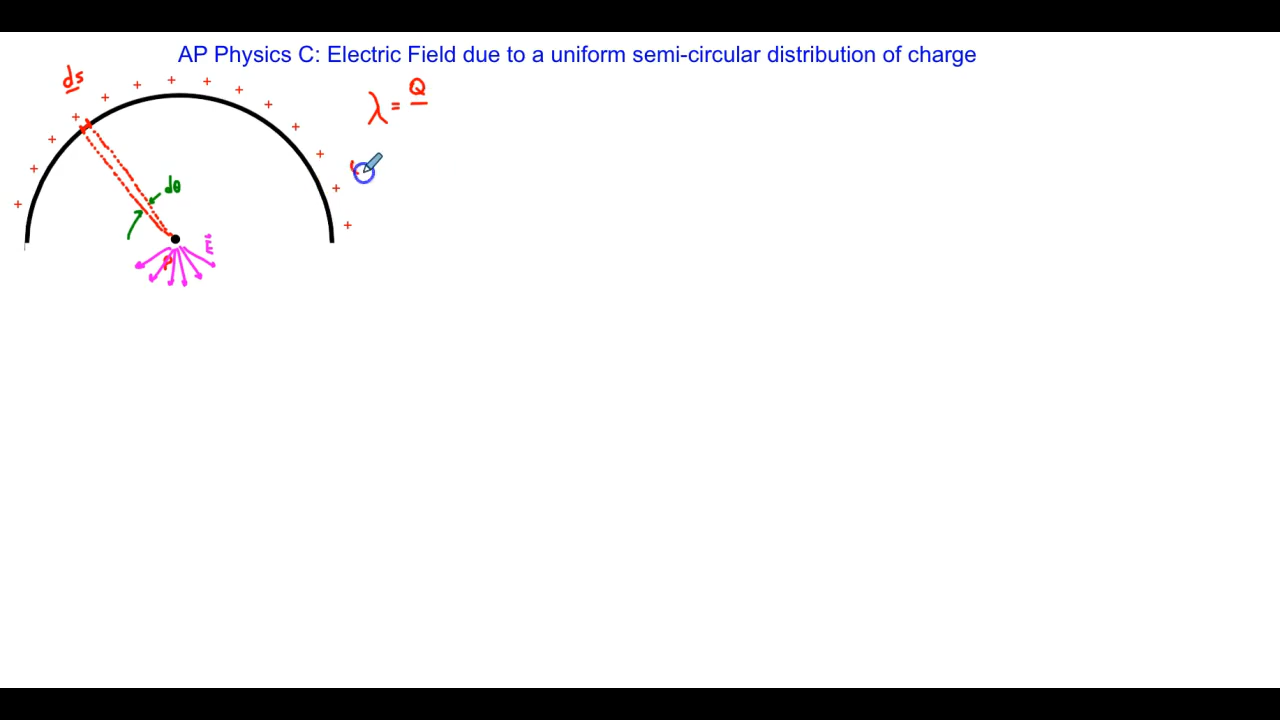 AP Physics C: Electric Field due to a uniform semi-circular distribution of charge
ds
λ = Q
dθ
E⃗
P